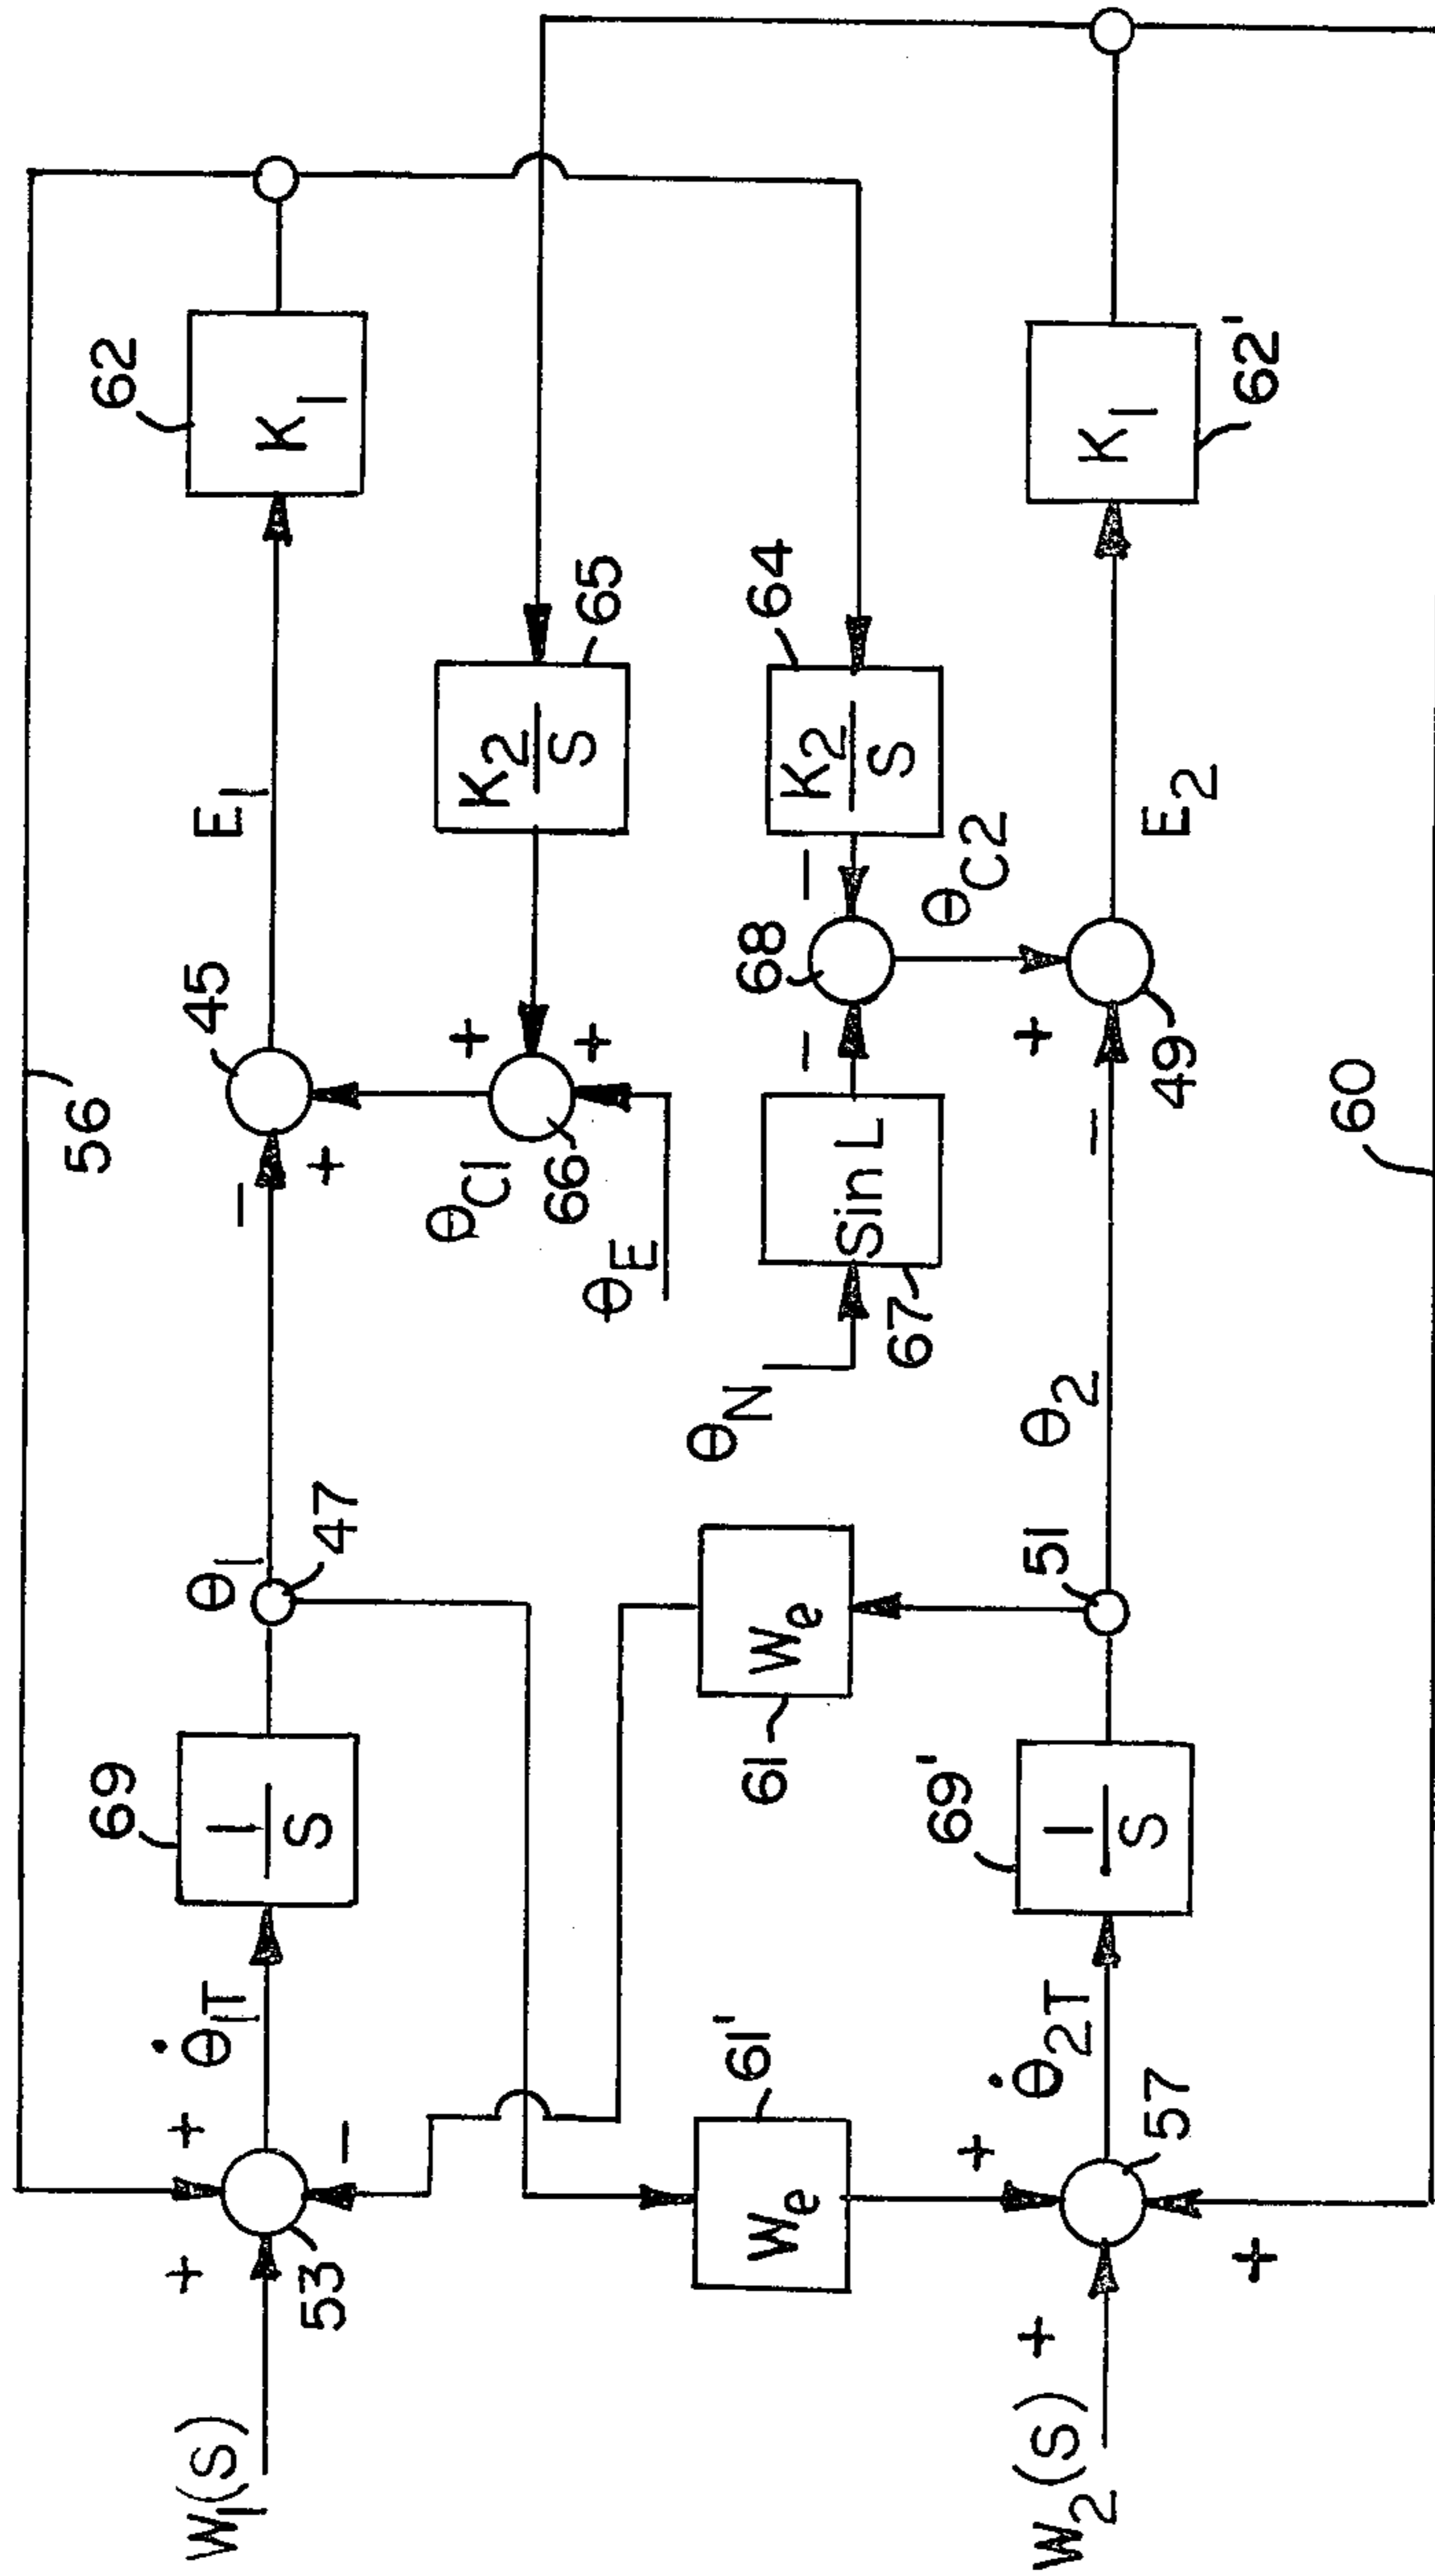 56
W₁(S)
+
+
53
−
θ̇₁T
69
1/S
θ₁
47
−
+
45
E₁
62
K₁
θC1
66
+
+
θE
K₂/S
65
61'
We
61
We
θN
67
Sin L
−
68
−
K₂/S
64
θC2
W₂(S)
+
+
+
57
θ̇₂T
69'
1/S
51
θ₂
−
+
49
E₂
K₁
62'
60